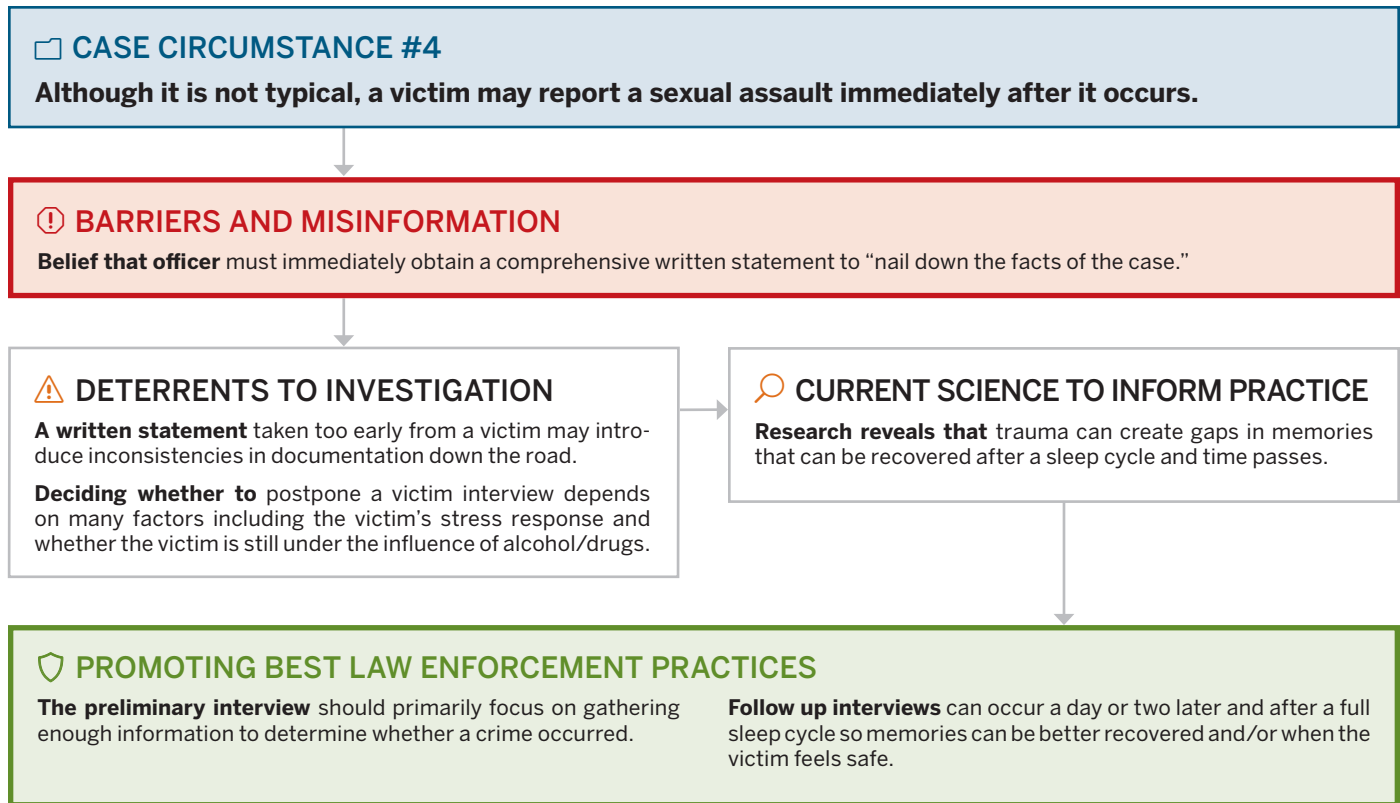 CASE CIRCUMSTANCE #4
Although it is not typical, a victim may report a sexual assault immediately after it occurs.
BARRIERS AND MISINFORMATION
Belief that officer must immediately obtain a comprehensive written statement to “nail down the facts of the case.”
DETERRENTS TO INVESTIGATION
A written statement taken too early from a victim may intro-
duce inconsistencies in documentation down the road.
Deciding whether to postpone a victim interview depends
on many factors including the victim’s stress response and
whether the victim is still under the influence of alcohol/drugs.
CURRENT SCIENCE TO INFORM PRACTICE
Research reveals that trauma can create gaps in memories
that can be recovered after a sleep cycle and time passes.
PROMOTING BEST LAW ENFORCEMENT PRACTICES
The preliminary interview should primarily focus on gathering
enough information to determine whether a crime occurred.
Follow up interviews can occur a day or two later and after a full
sleep cycle so memories can be better recovered and/or when the
victim feels safe.